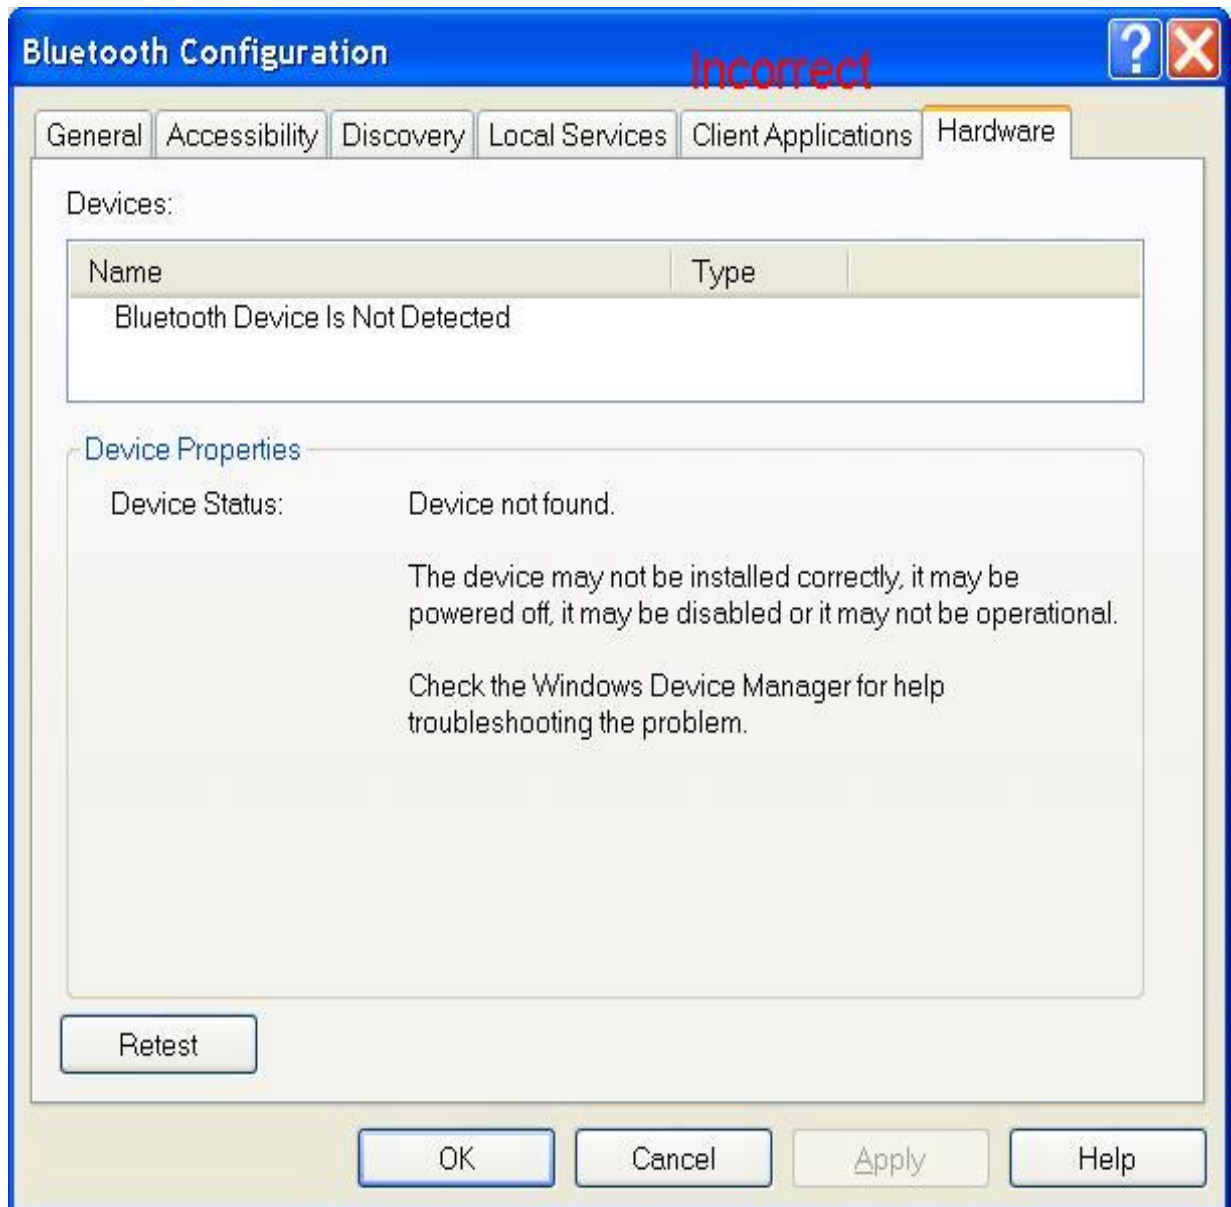 Bluetooth Configuration
Incorrect
?
General Accessibility Discovery Local Services Client Applications Hardware
Devices:
Name Type
Bluetooth Device Is Not Detected
Device Properties
Device Status: Device not found.
The device may not be installed correctly, it may be
powered off, it may be disabled or it may not be operational.
Check the Windows Device Manager for help
troubleshooting the problem.
Retest
OK Cancel Apply Help